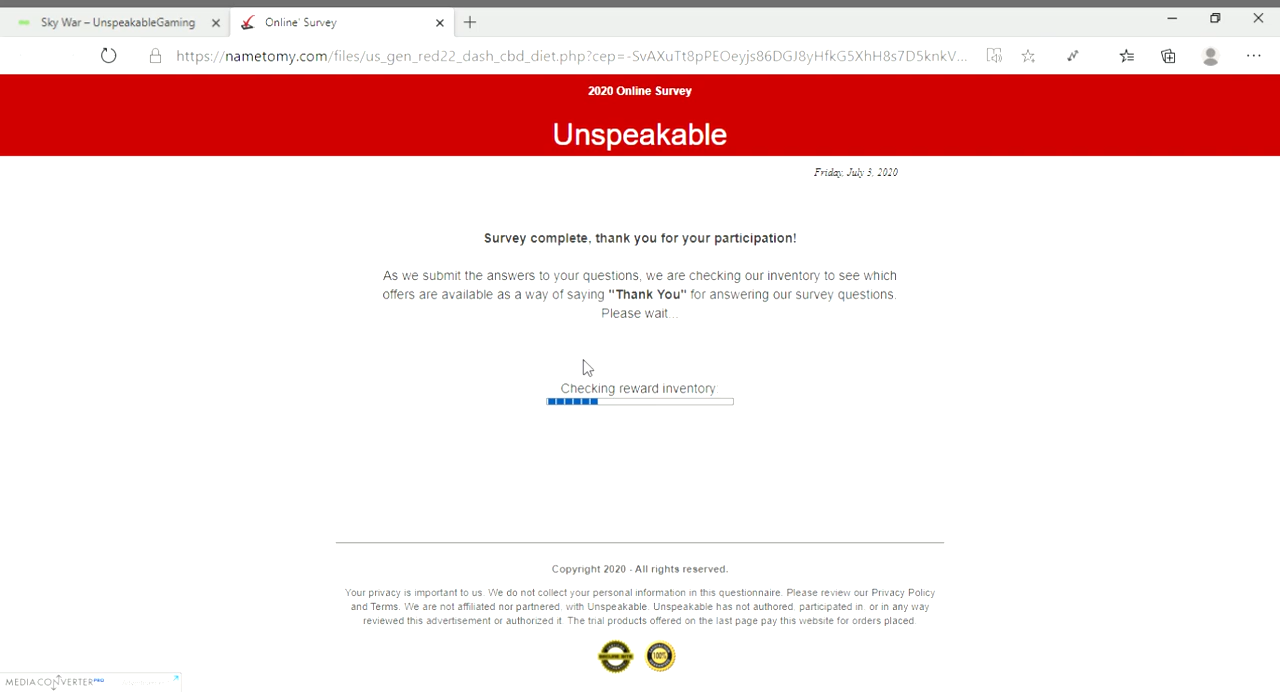 Sky War – UnspeakableGaming
Online' Survey
https://nametomy.com/files/us_gen_red22_dash_cbd_diet.php?cep=-SvAXuTt8pPEOeyjs86DGJ8yHfkG5XhH8s7D5knkV...
2020 Online Survey
Unspeakable
Friday, July 3, 2020
Survey complete, thank you for your participation!
As we submit the answers to your questions, we are checking our inventory to see which
offers are available as a way of saying "Thank You" for answering our survey questions.
Please wait...
Checking reward inventory
Copyright 2020 - All rights reserved.
Your privacy is important to us. We do not collect your personal information in this questionnaire. Please review our Privacy Policy
and Terms. We are not affiliated nor partnered, with Unspeakable. Unspeakable has not authored, participated in, or in any way
reviewed this advertisement or authorized it. The trial products offered on the last page pay this website for orders placed.
SECURE SITE
100%
MEDIACONVERTERPRO